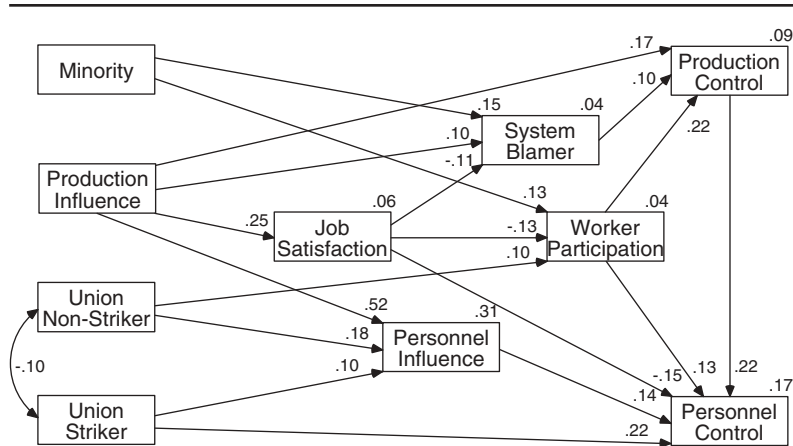 .09
.17
Minority
Production
Control
.10
.15
.04
.10
System
Blamer
.22
-.11
Production
Influence
.06
.13
.04
.25
Job
Satisfaction
-.13
Worker
Participation
.10
Union
Non-Striker
.52
.31
.18
Personnel
Influence
-.10
.10
-.15
.13
.22
.14
.17
Union
Striker
.22
Personnel
Control